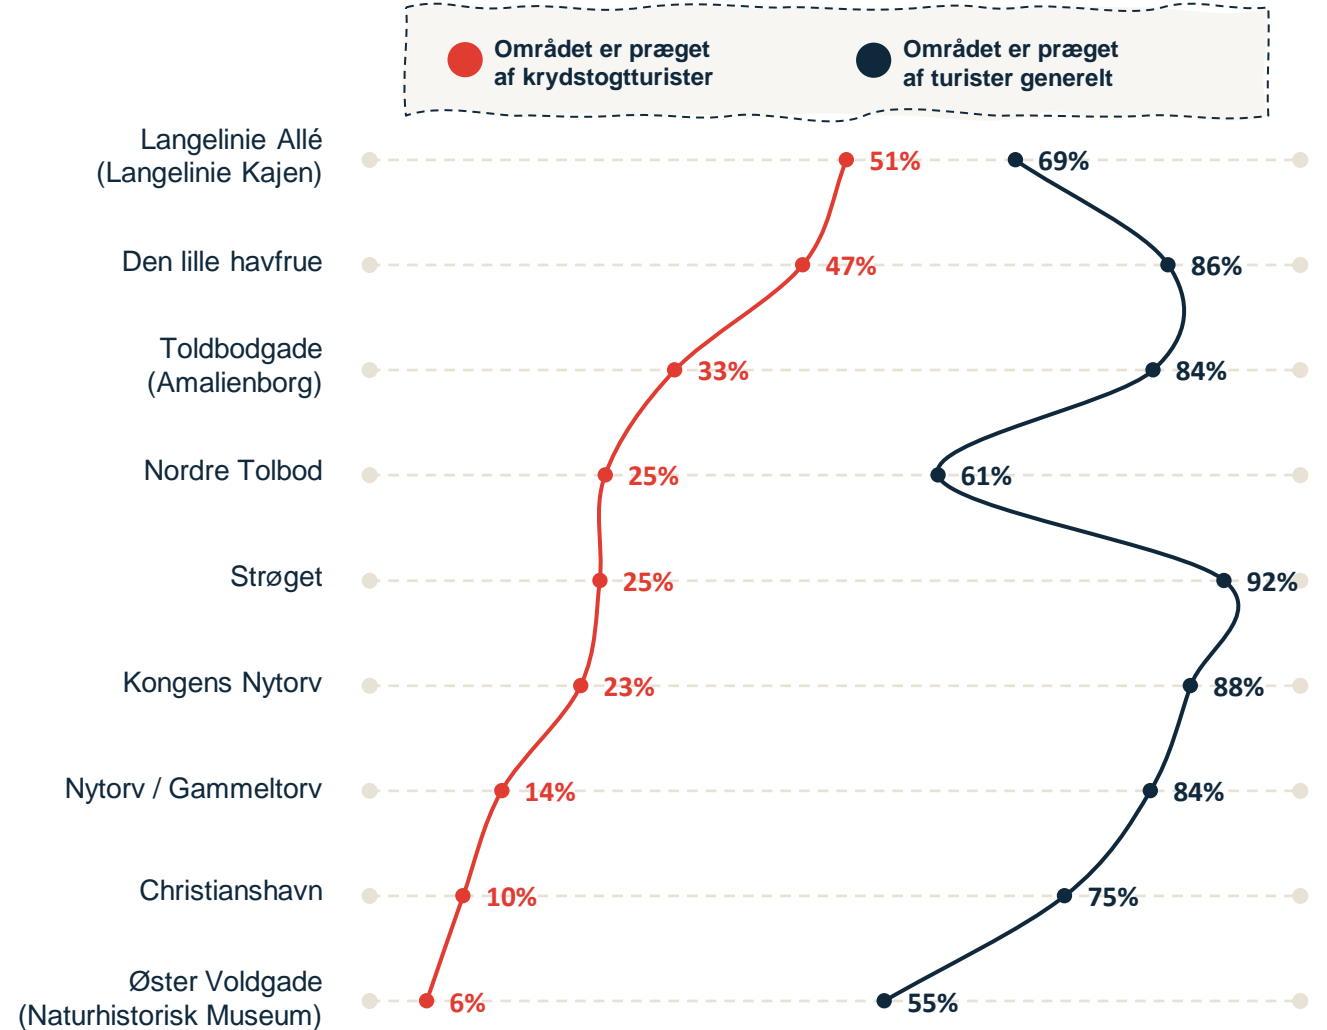 Området er præget
af krydstogtturister
Området er præget
af turister generelt
Langelinie Allé
(Langelinie Kajen)
51%
69%
Den lille havfrue
47%
86%
Toldbodgade
(Amalienborg)
33%
84%
Nordre Tolbod
25%
61%
Strøget
25%
92%
Kongens Nytorv
23%
88%
Nytorv / Gammeltorv
14%
84%
Christianshavn
10%
75%
Øster Voldgade
(Naturhistorisk Museum)
6%
55%